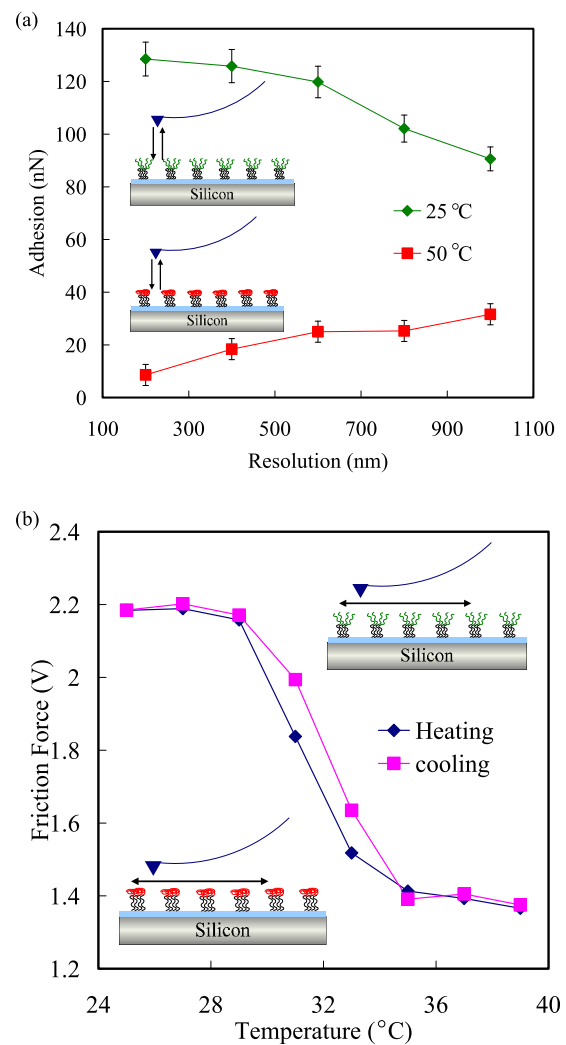 (a)
140
120
100
80
60
40
20
0
Adhesion (nN)
Silicon
Silicon
25 ℃
50 ℃
100 300 500 700 900 1100
Resolution (nm)
(b)
2.4
2.2
2
1.8
1.6
1.4
1.2
Friction Force (V)
Silicon
Heating
cooling
Silicon
24 28 32 36 40
Temperature (°C)